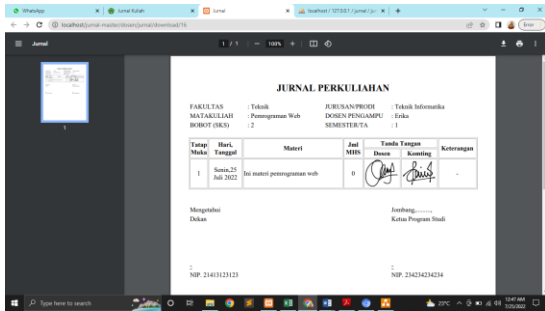 WhatsApp
Jurnal Kuliah
Jurnal
localhost / 127.0.0.1 / jurnal / jur
localhost/jurnal-master/dosen/jurnal/download/16
Error
Jurnal
1 / 1
100%
1
JURNAL PERKULIAHAN
FAKULTAS : Teknik JURUSAN/PRODI : Teknik Informatika
MATAKULIAH : Pemrograman Web DOSEN PENGAMPU : Erika
BOBOT (SKS) : 2 SEMESTER/TA : 1
Tatap Muka Hari, Tanggal Materi Jml MHS Tanda Tangan Keterangan
Dosen Komting
1 Senin,25 Juli 2022 Ini materi pemrograman web 0 -
Mengetahui Jombang,.......,
Dekan Ketua Program Studi
NIP. 21413123123 NIP. 234234234234
Type here to search
23°C
12:47 AM
7/25/2022